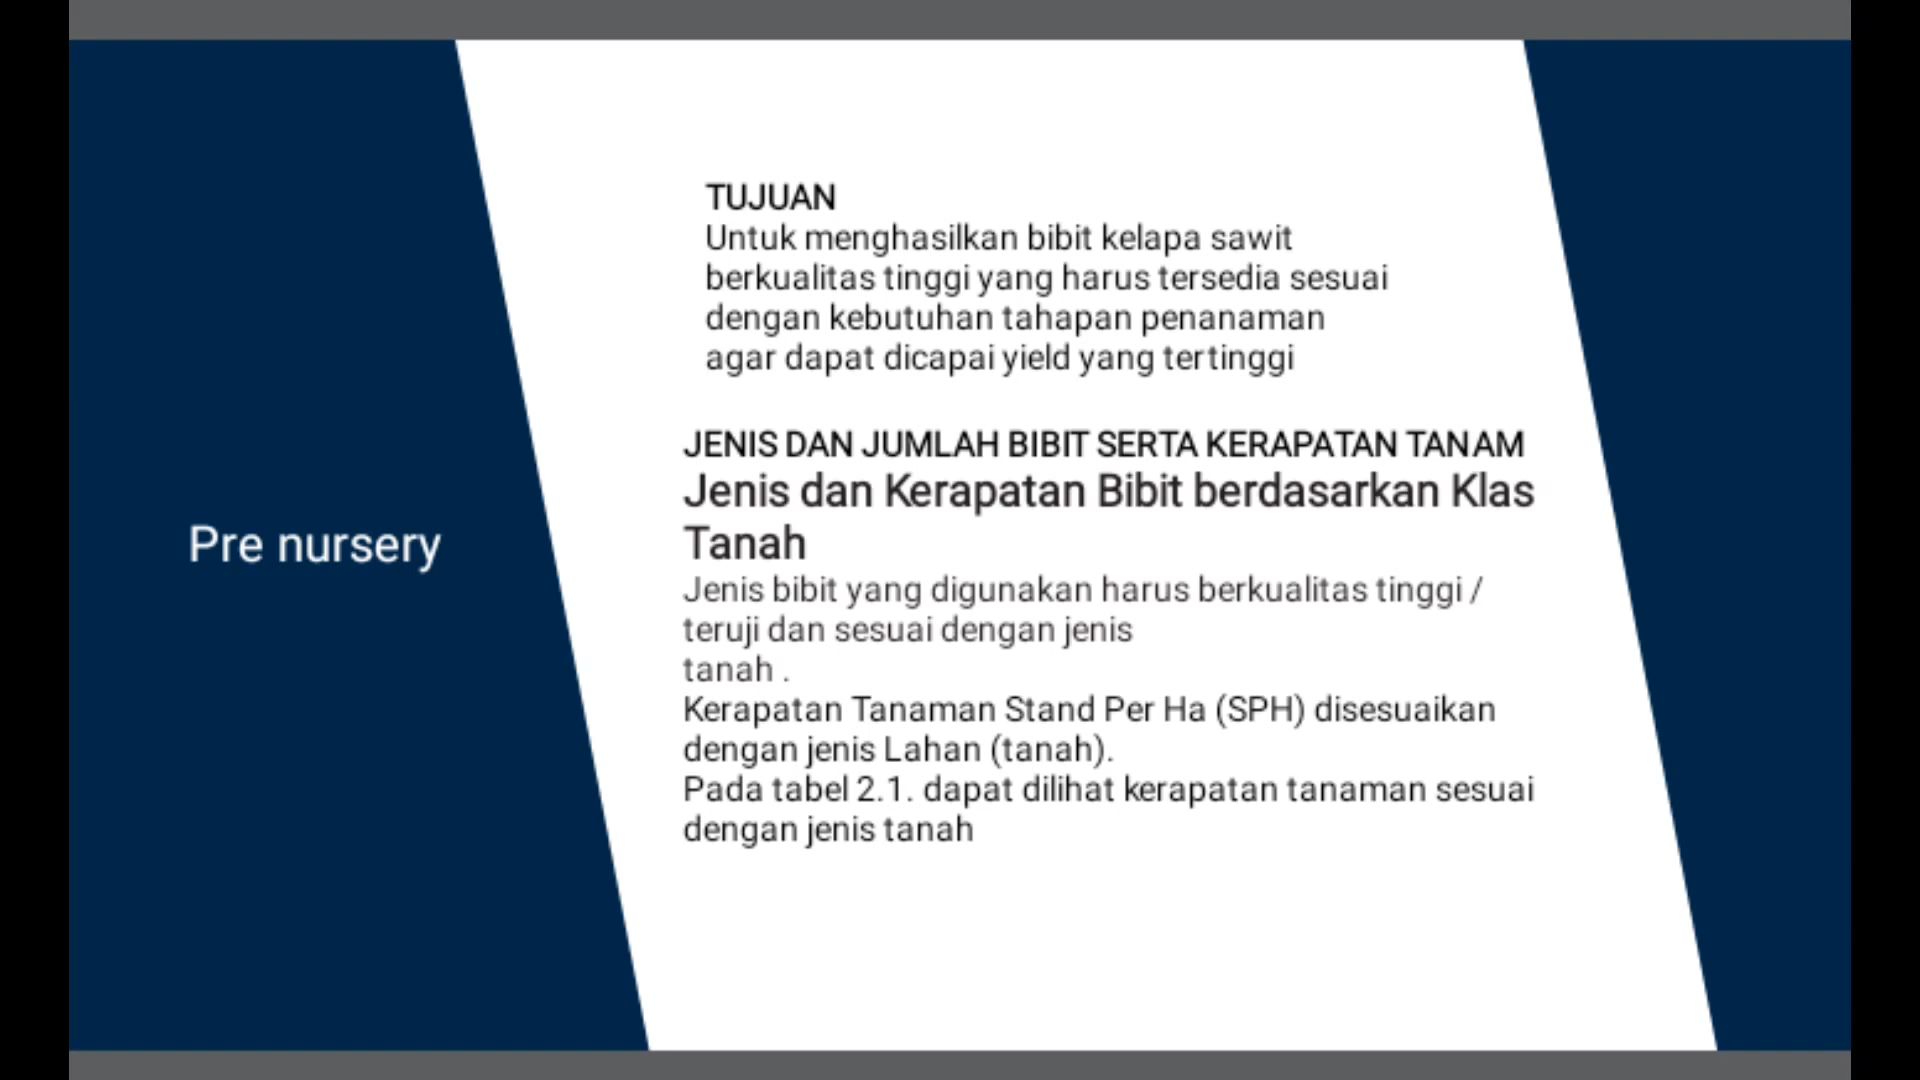 Pre nursery
TUJUAN
Untuk menghasilkan bibit kelapa sawit
berkualitas tinggi yang harus tersedia sesuai
dengan kebutuhan tahapan penanaman
agar dapat dicapai yield yang tertinggi
JENIS DAN JUMLAH BIBIT SERTA KERAPATAN TANAM
Jenis dan Kerapatan Bibit berdasarkan Klas
Tanah
Jenis bibit yang digunakan harus berkualitas tinggi /
teruji dan sesuai dengan jenis
tanah .
Kerapatan Tanaman Stand Per Ha (SPH) disesuaikan
dengan jenis Lahan (tanah).
Pada tabel 2.1. dapat dilihat kerapatan tanaman sesuai
dengan jenis tanah